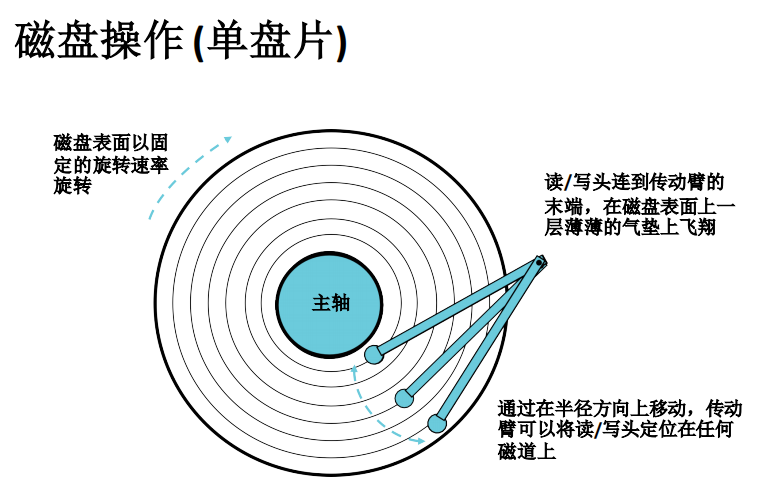 磁盘操作 (单盘片)
磁盘表面以固
定的旋转速率
旋转
读/写头连到传动臂的
末端，在磁盘表面上一
层薄薄的气垫上飞翔
主轴
通过在半径方向上移动，传动
臂可以将读/写头定位在任何
磁道上